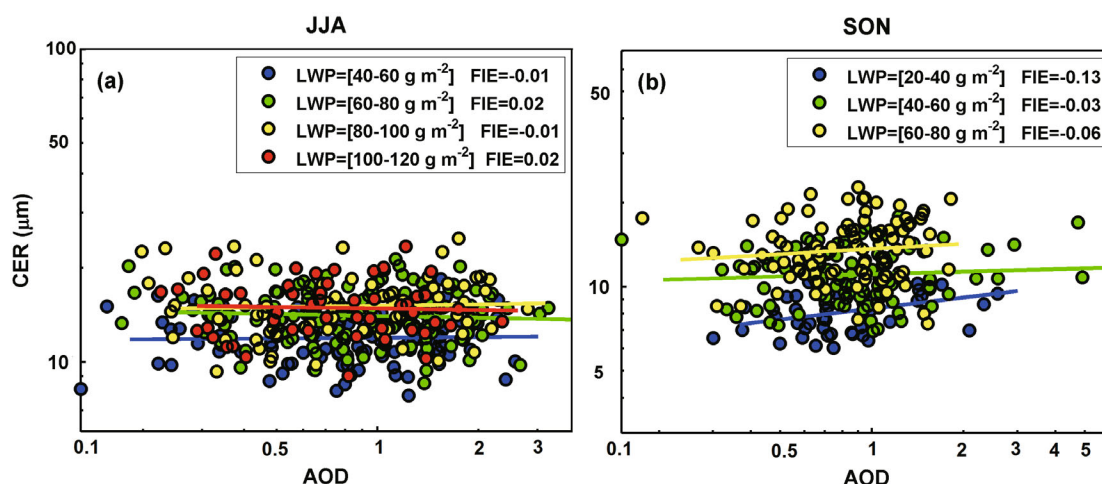 JJA
SON
(a)
LWP=[40-60 g m⁻²] FIE=-0.01
LWP=[60-80 g m⁻²] FIE=0.02
LWP=[80-100 g m⁻²] FIE=-0.01
LWP=[100-120 g m⁻²] FIE=0.02
(b)
LWP=[20-40 g m⁻²] FIE=-0.13
LWP=[40-60 g m⁻²] FIE=-0.03
LWP=[60-80 g m⁻²] FIE=-0.06
CER (μm)
100
50
10
0.1 0.5 1 2 3
AOD
50
10
5
0.1 0.5 1 2 3 4 5
AOD